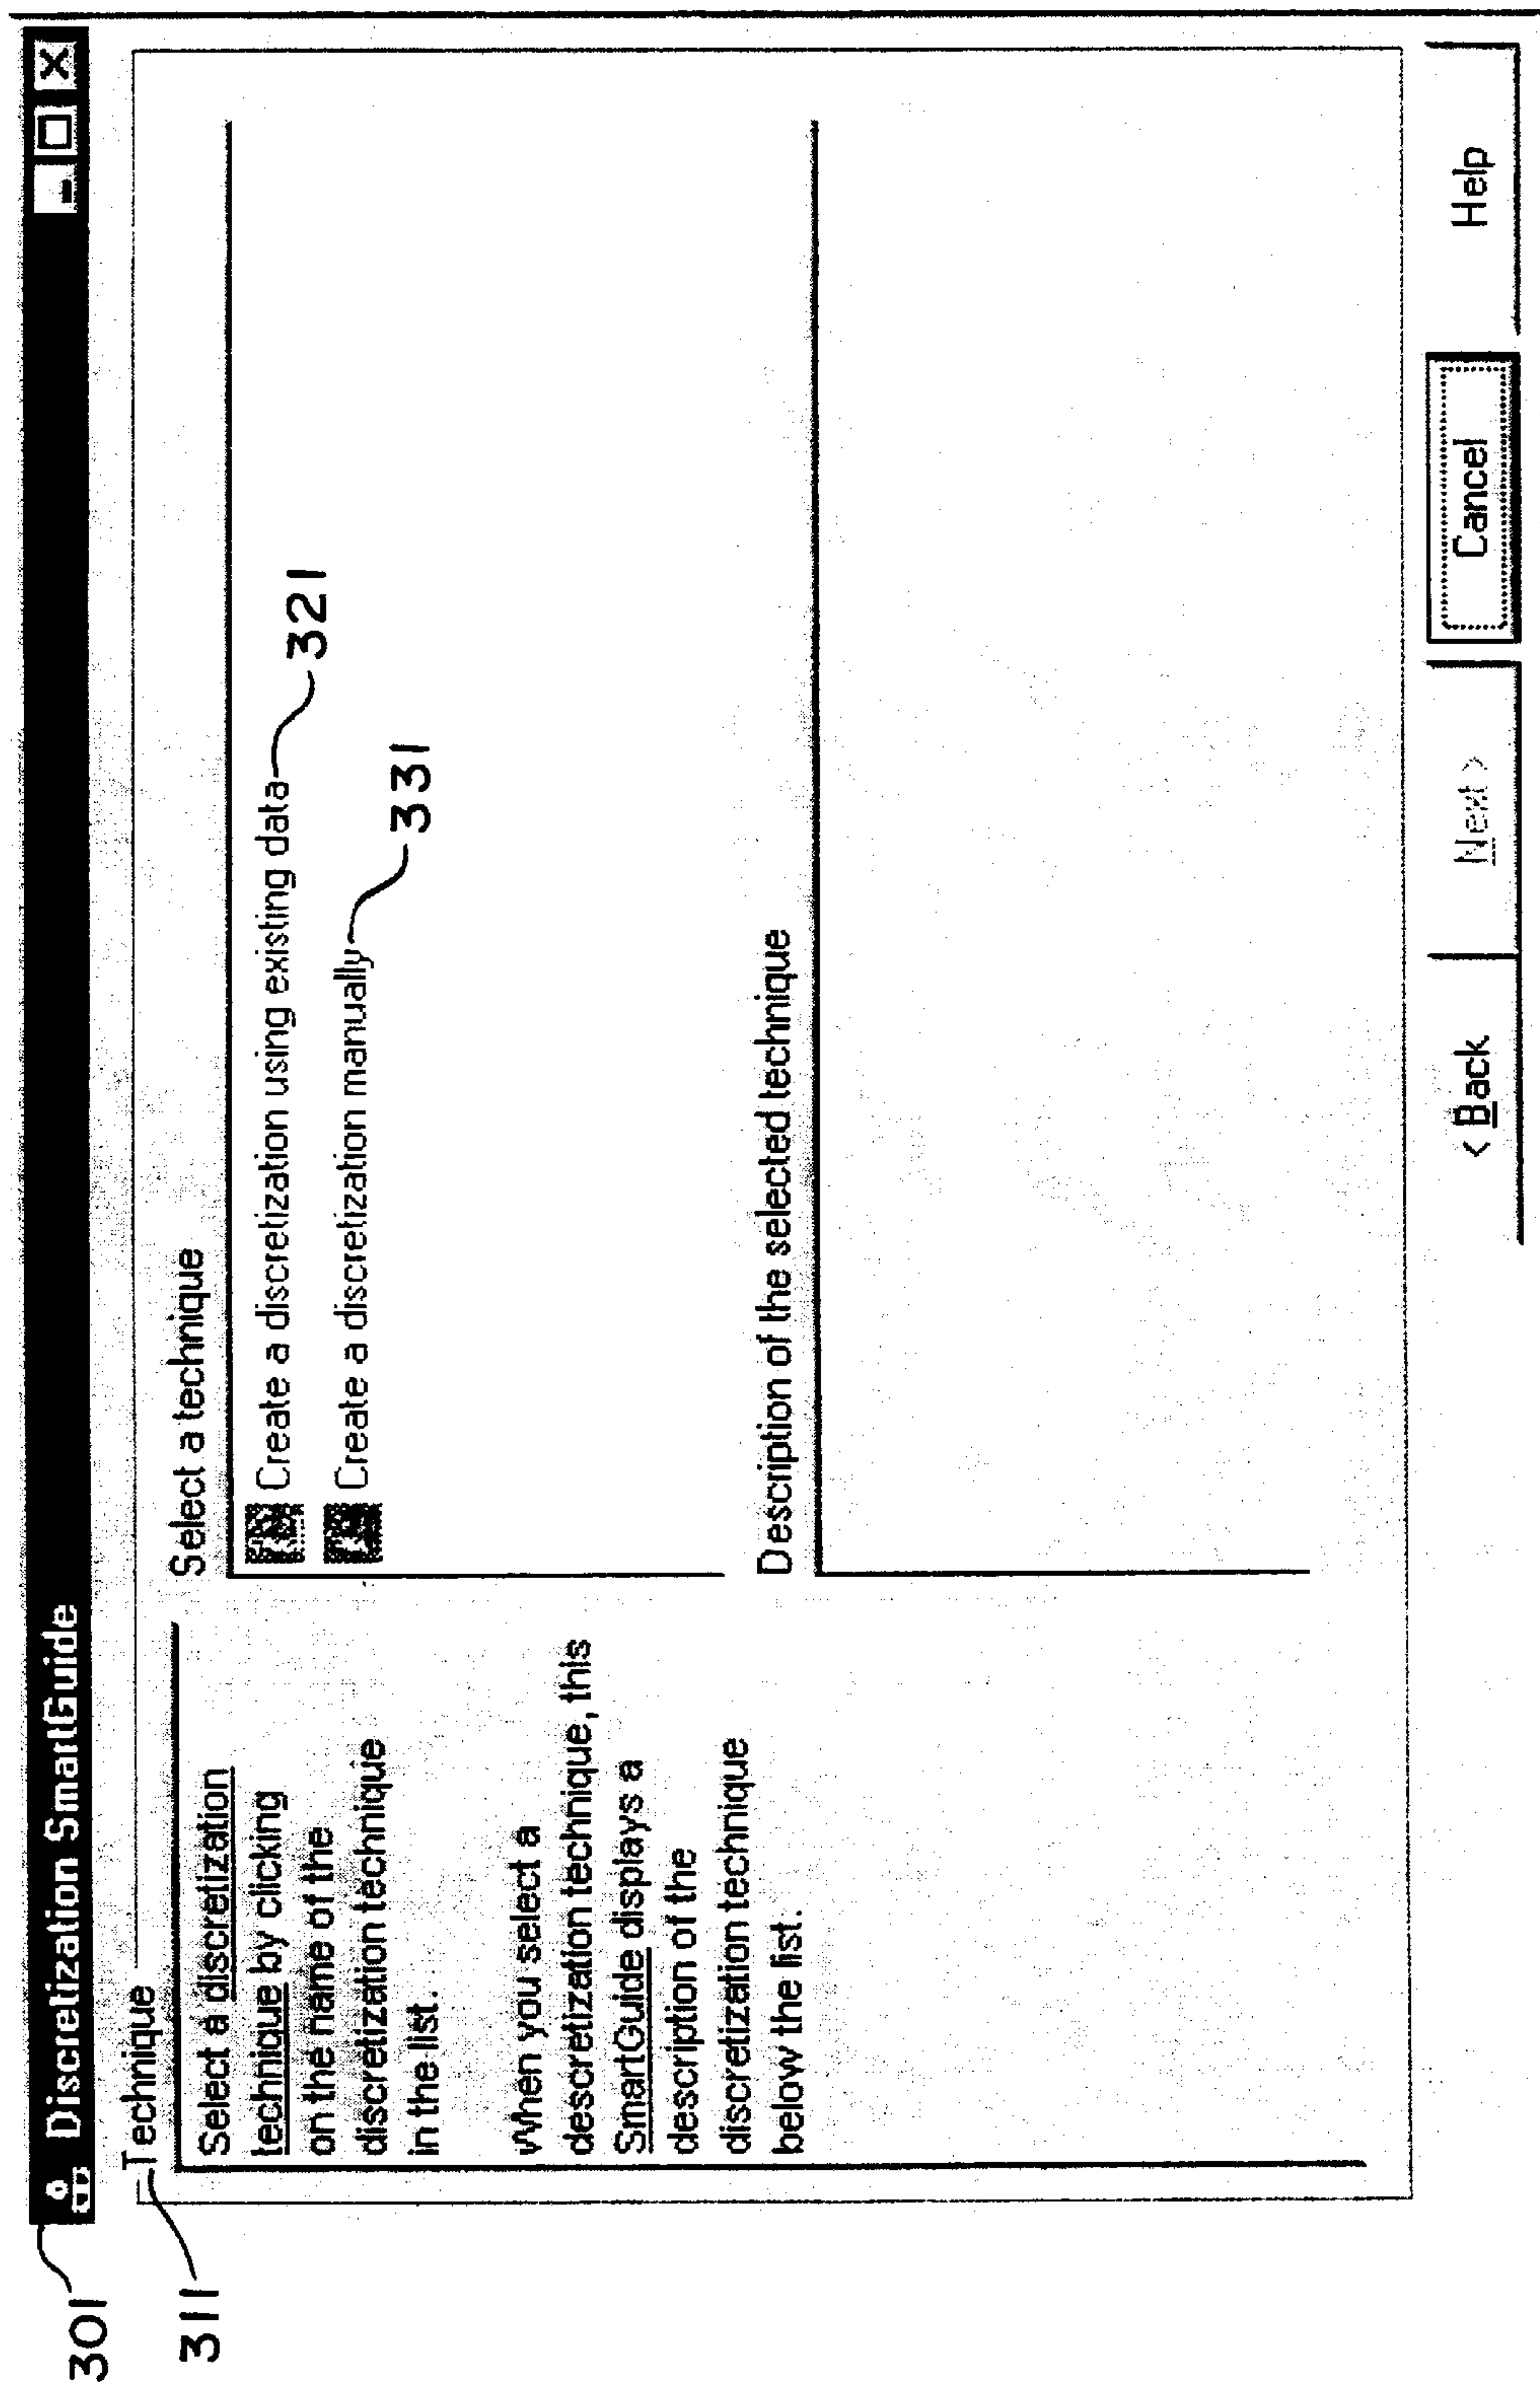 301
Discretization SmartGuide
311
Technique
Select a discretization
technique by clicking
on the name of the
discretization technique
in the list.
When you select a
descretization technique, this
SmartGuide displays a
description of the
discretization technique
below the list.
Select a technique
Create a discretization using existing data
321
Create a discretization manually
331
Description of the selected technique
< Back
Next >
Cancel
Help